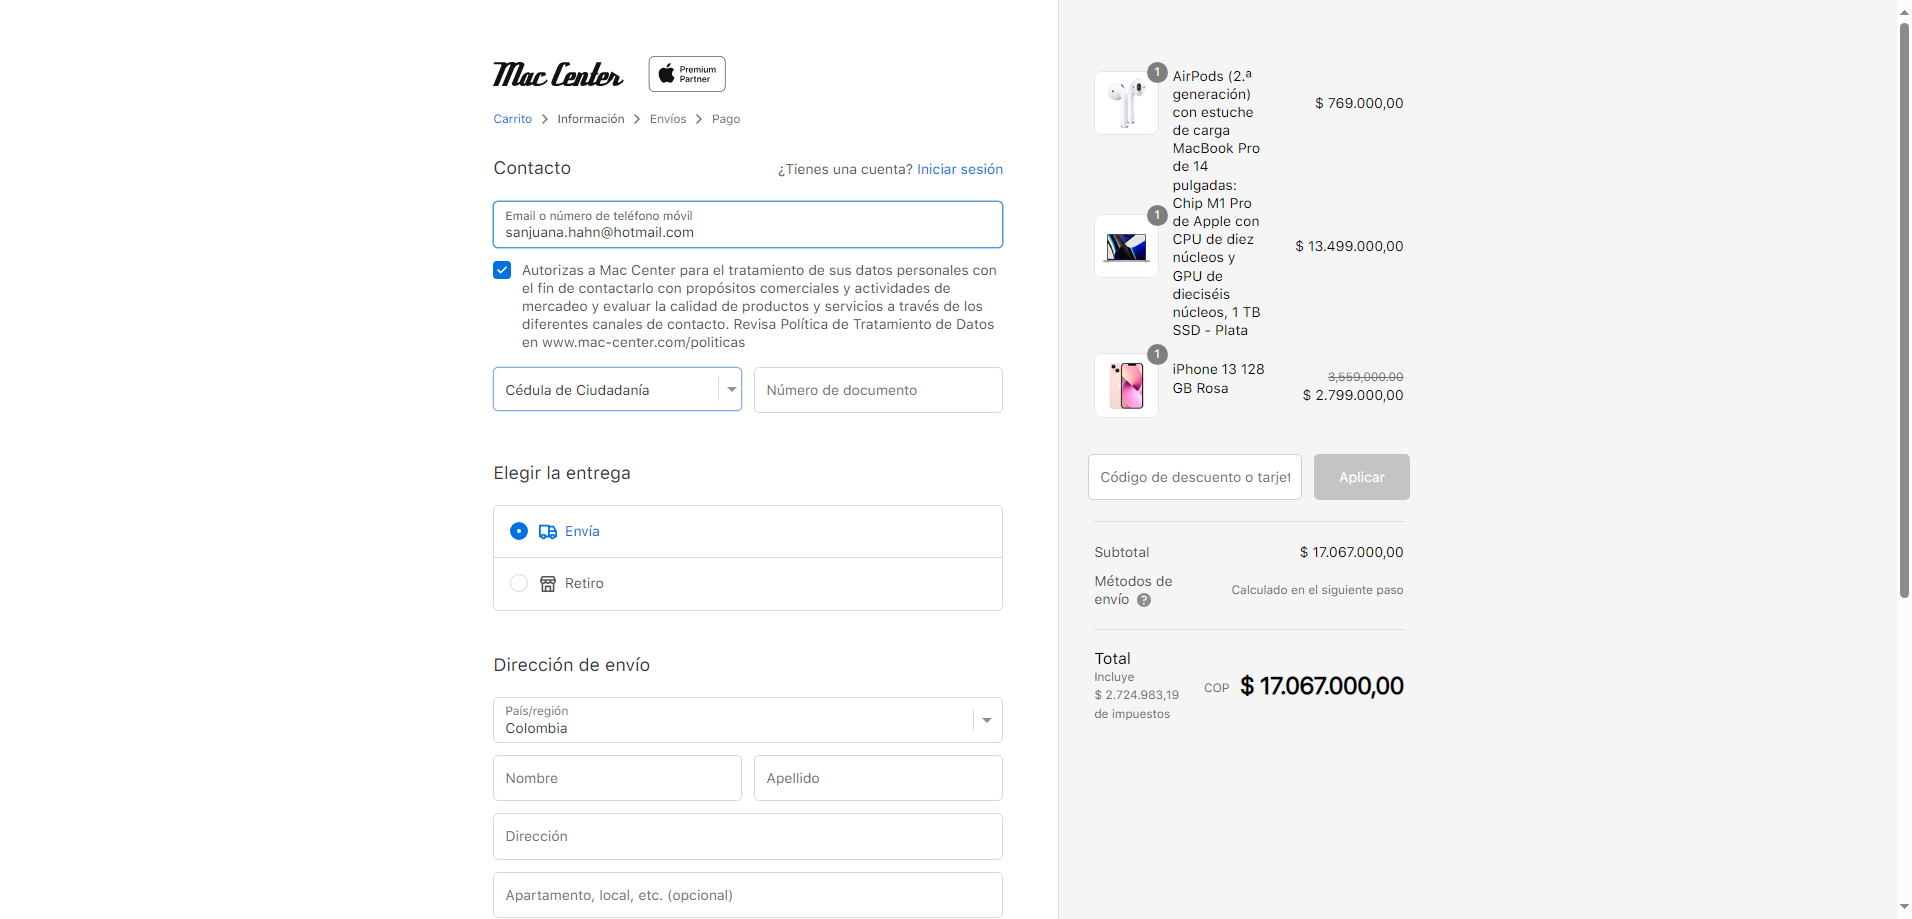 Mac Center
Premium
Partner
Carrito > Información > Envíos > Pago
Contacto
¿Tienes una cuenta? Iniciar sesión
Email o número de teléfono móvil
sanjuana.hahn@hotmail.com
Autorizas a Mac Center para el tratamiento de sus datos personales con
el fin de contactarlo con propósitos comerciales y actividades de
mercadeo y evaluar la calidad de productos y servicios a través de los
diferentes canales de contacto. Revisa Política de Tratamiento de Datos
en www.mac-center.com/politicas
Cédula de Ciudadanía
Número de documento
Elegir la entrega
Envía
Retiro
Dirección de envío
País/región
Colombia
Nombre
Apellido
Dirección
Apartamento, local, etc. (opcional)
1
AirPods (2.ª
generación)
con estuche
de carga
$ 769.000,00
1
MacBook Pro
de 14
pulgadas:
Chip M1 Pro
de Apple con
CPU de diez
núcleos y
GPU de
dieciséis
núcleos, 1 TB
SSD - Plata
$ 13.499.000,00
1
iPhone 13 128
GB Rosa
3,559,000.00
$ 2.799.000,00
Código de descuento o tarjet
Aplicar
Subtotal
$ 17.067.000,00
Métodos de
envío ?
Calculado en el siguiente paso
Total
Incluye
$ 2.724.983,19
de impuestos
COP $ 17.067.000,00